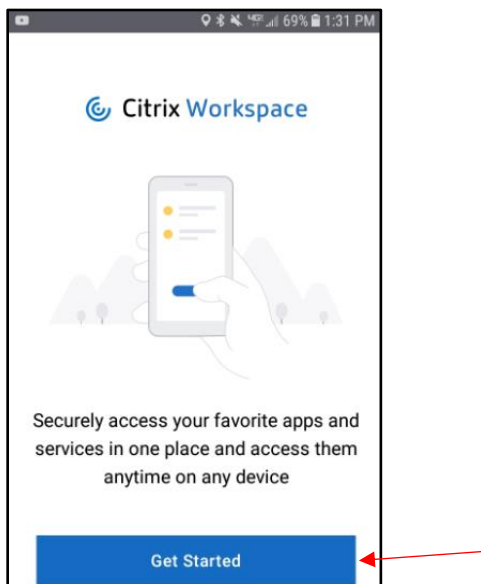 69% 1:31 PM
Citrix Workspace
Securely access your favorite apps and
services in one place and access them
anytime on any device
Get Started